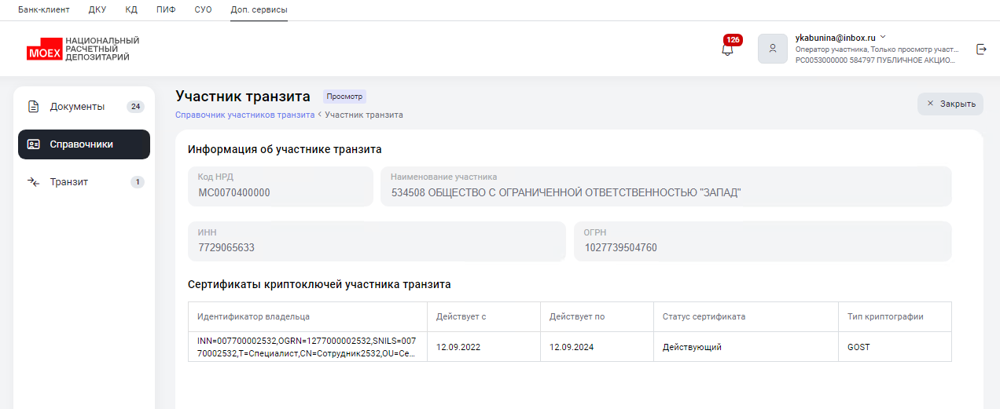 Банк-клиент ДКУ КД ПИФ СУО Доп. сервисы
MOEX НАЦИОНАЛЬНЫЙ
РАСЧЕТНЫЙ
ДЕПОЗИТАРИЙ
126
ykabunina@inbox.ru
Оператор участника, Только просмотр участ...
PC0053000000 584797 ПУБЛИЧНОЕ АКЦИО...
Документы 24
Справочники
Транзит 1
Участник транзита Просмотр
Справочник участников транзита < Участник транзита
× Закрыть
Информация об участнике транзита
Код НРД
MC0070400000
Наименование участника
534508 ОБЩЕСТВО С ОГРАНИЧЕННОЙ ОТВЕТСТВЕННОСТЬЮ "ЗАПАД"
ИНН
7729065633
ОГРН
1027739504760
Сертификаты криптоключей участника транзита
Идентификатор владельца Действует с Действует по Статус сертификата Тип криптографии
INN=007700002532,OGRN=1277000002532,SNILS=007
70002532,T=Специалист,CN=Сотрудник2532,OU=Се...
12.09.2022 12.09.2024 Действующий GOST